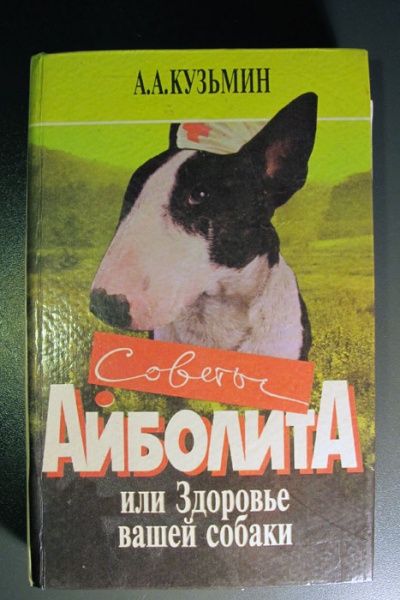 А.А.КУЗЬМИН
Советы
АЙБОЛИТА
или Здоровье
вашей собаки